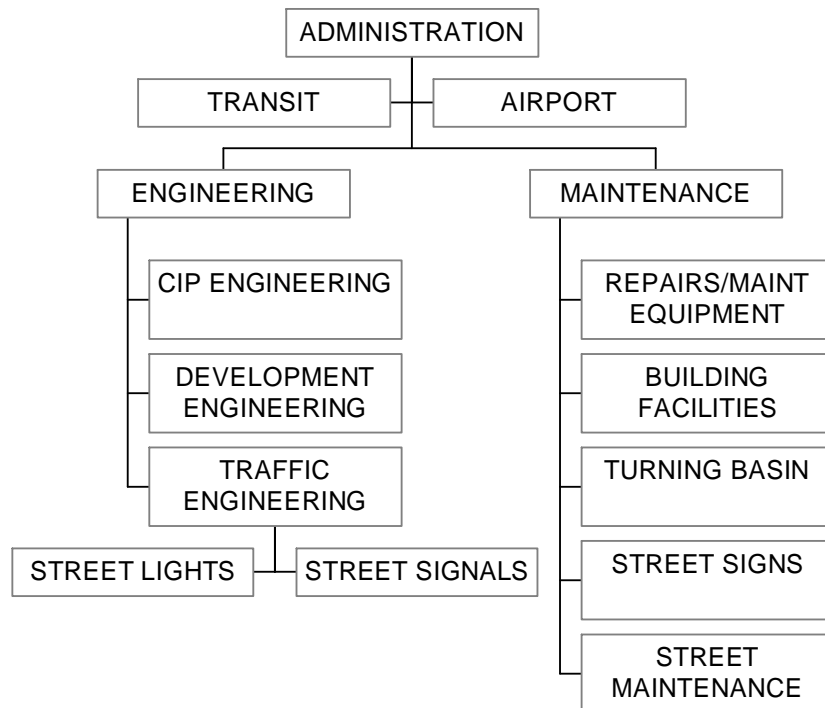 ADMINISTRATION
TRANSIT
AIRPORT
ENGINEERING
MAINTENANCE
CIP ENGINEERING
DEVELOPMENT
ENGINEERING
TRAFFIC
ENGINEERING
STREET LIGHTS
STREET SIGNALS
REPAIRS/MAINT
EQUIPMENT
BUILDING
FACILITIES
TURNING BASIN
STREET SIGNS
STREET
MAINTENANCE